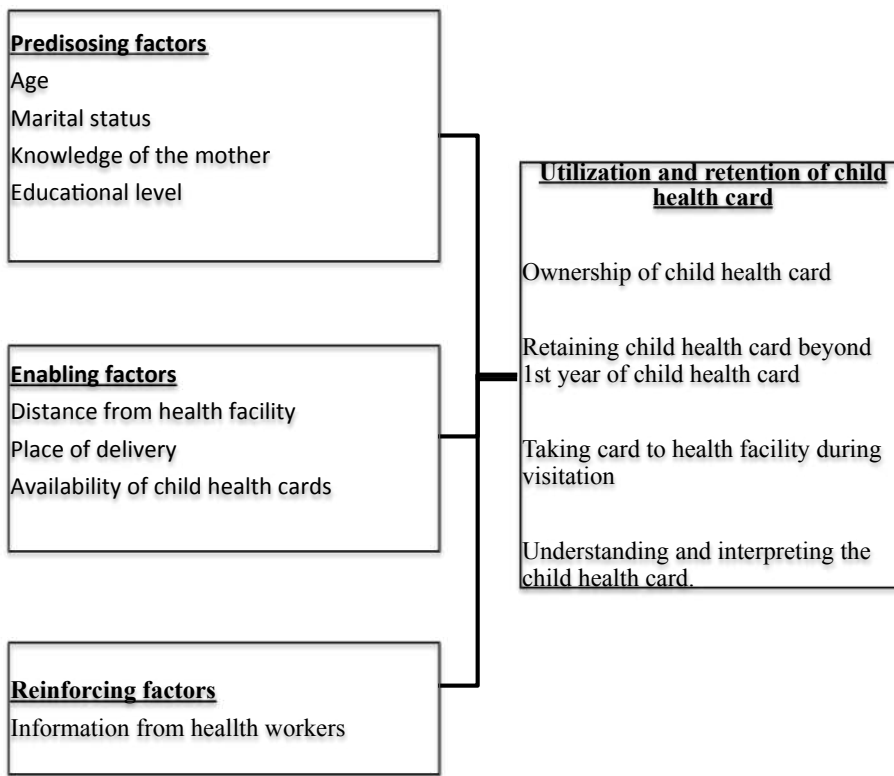 Predisosing factors
Age
Marital status
Knowledge of the mother
Educational level
Enabling factors
Distance from health facility
Place of delivery
Availability of child health cards
Reinforcing factors
Information from heallth workers
Utilization and retention of child
health card
Ownership of child health card
Retaining child health card beyond
1st year of child health card
Taking card to health facility during
visitation
Understanding and interpreting the
child health card.